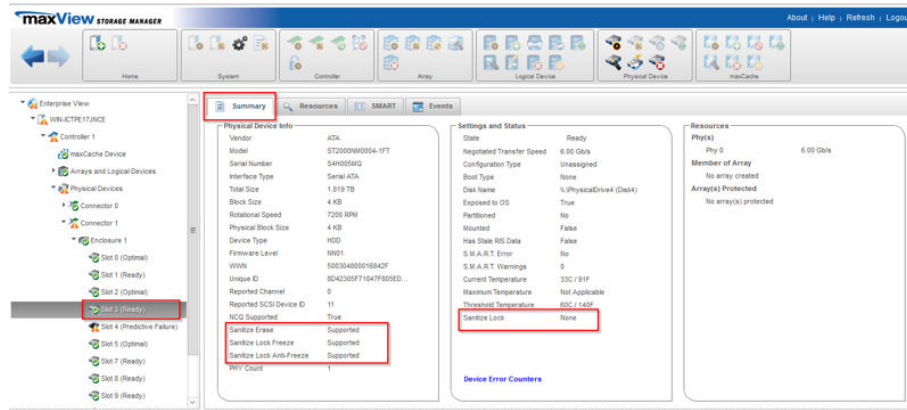 maxView STORAGE MANAGER
About | Help | Refresh | Logou
Home
System
Controller
Array
Logical Device
Physical Device
maxCache
Enterprise View
WIN-ICTPE17JNCE
Controller 1
maxCache Device
Arrays and Logical Devices
Physical Devices
Connector 0
Connector 1
Enclosure 1
Slot 0 (Optimal)
Slot 1 (Ready)
Slot 2 (Optimal)
Slot 3 (Ready)
Slot 4 (Predictive Failure)
Slot 5 (Optimal)
Slot 7 (Ready)
Slot 8 (Ready)
Slot 9 (Ready)
Summary
Resources
SMART
Events
Physical Device Info
Vendor ATA
Model ST2000NM0004-1FT
Serial Number S4H005MQ
Interface Type Serial ATA
Total Size 1.819 TB
Block Size 4 KB
Rotational Speed 7200 RPM
Physical Block Size 4 KB
Device Type HDD
Firmware Level NN01
WWN 500304800016842F
Unique ID 8D42305F71847F805ED...
Reported Channel 0
Reported SCSI Device ID 11
NCQ Supported True
Sanitize Erase Supported
Sanitize Lock Freeze Supported
Sanitize Lock Anti-Freeze Supported
PHY Count 1
Settings and Status
State Ready
Negotiated Transfer Speed 6.00 Gb/s
Configuration Type Unassigned
Boot Type None
Disk Name \\.\PhysicalDrive4 (Disk4)
Exposed to OS True
Partitioned No
Mounted False
Has Stale RIS Data False
S.M.A.R.T. Error No
S.M.A.R.T. Warnings 0
Current Temperature 33C / 91F
Maximum Temperature Not Applicable
Threshold Temperature 60C / 140F
Sanitize Lock None
Device Error Counters
Resources
Phy(s)
Phy 0 6.00 Gb/s
Member of Array
No array created
Array(s) Protected
No array(s) protected